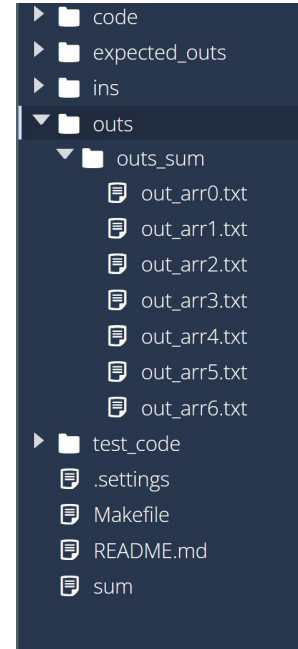 code
expected_outs
ins
outs
outs_sum
out_arr0.txt
out_arr1.txt
out_arr2.txt
out_arr3.txt
out_arr4.txt
out_arr5.txt
out_arr6.txt
test_code
.settings
Makefile
README.md
sum